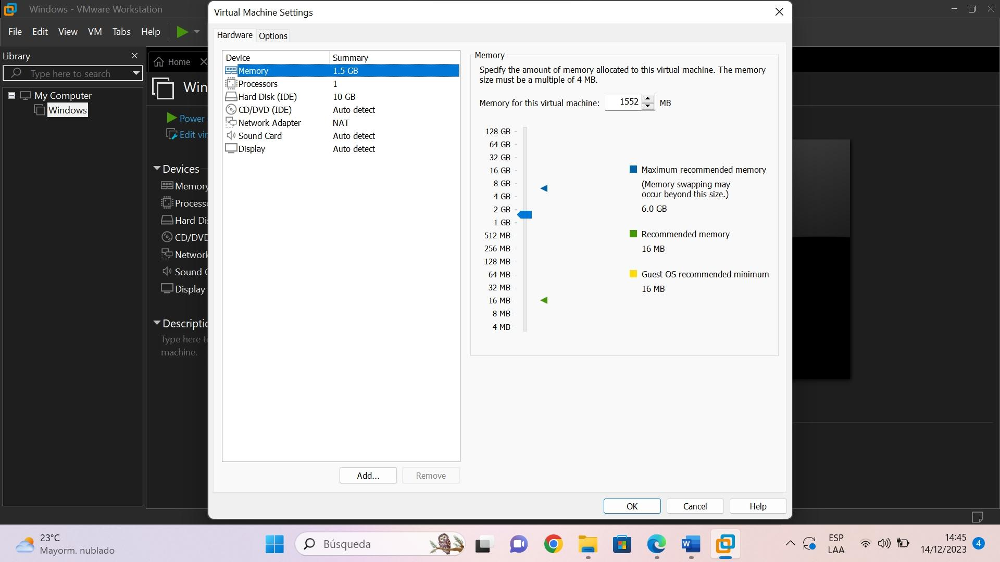 Windows - VMware Workstation
File Edit View VM Tabs Help
Library
Type here to search
My Computer
Windows
Home
Win
Power
Edit vir
Devices
Memory
Process
Hard Di
CD/DVD
Network
Sound C
Display
Descriptio
Type here t
machine.
Virtual Machine Settings
Hardware Options
Device Summary
Memory 1.5 GB
Processors 1
Hard Disk (IDE) 10 GB
CD/DVD (IDE) Auto detect
Network Adapter NAT
Sound Card Auto detect
Display Auto detect
Add... Remove
Memory
Specify the amount of memory allocated to this virtual machine. The memory
size must be a multiple of 4 MB.
Memory for this virtual machine: 1552 MB
128 GB
64 GB
32 GB
16 GB
8 GB
4 GB
2 GB
1 GB
512 MB
256 MB
128 MB
64 MB
32 MB
16 MB
8 MB
4 MB
Maximum recommended memory
(Memory swapping may
occur beyond this size.)
6.0 GB
Recommended memory
16 MB
Guest OS recommended minimum
16 MB
OK Cancel Help
23°C
Mayorm. nublado
Búsqueda
W
ESP
LAA
14:45
14/12/2023
4